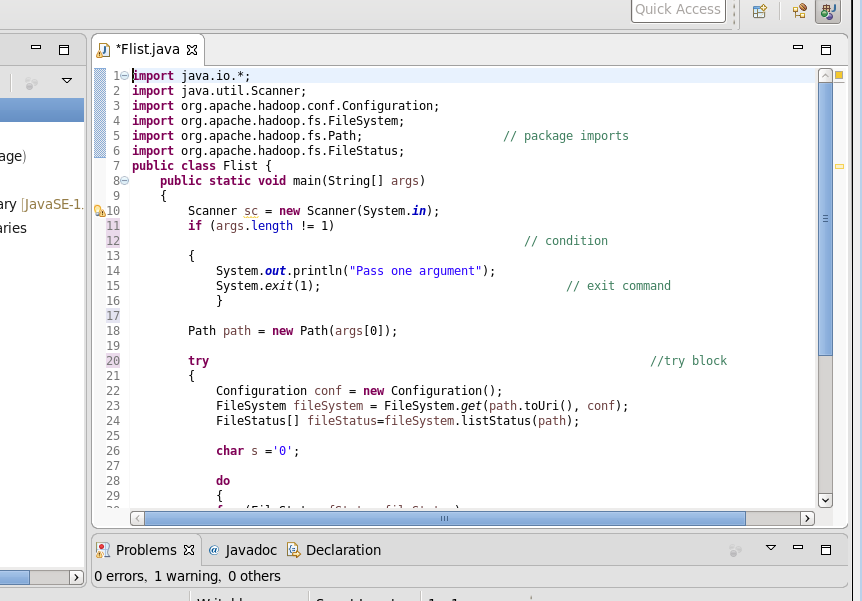 Quick Access
*Flist.java
age)
ary [JavaSE-1.
aries
1 import java.io.*;
2 import java.util.Scanner;
3 import org.apache.hadoop.conf.Configuration;
4 import org.apache.hadoop.fs.FileSystem;
5 import org.apache.hadoop.fs.Path; // package imports
6 import org.apache.hadoop.fs.FileStatus;
7 public class Flist {
8 public static void main(String[] args)
9 {
10 Scanner sc = new Scanner(System.in);
11 if (args.length != 1)
12 // condition
13 {
14 System.out.println("Pass one argument");
15 System.exit(1); // exit command
16 }
17
18 Path path = new Path(args[0]);
19
20 try //try block
21 {
22 Configuration conf = new Configuration();
23 FileSystem fileSystem = FileSystem.get(path.toUri(), conf);
24 FileStatus[] fileStatus=fileSystem.listStatus(path);
25
26 char s ='0';
27
28 do
29 {
Problems @ Javadoc Declaration
0 errors, 1 warning, 0 others